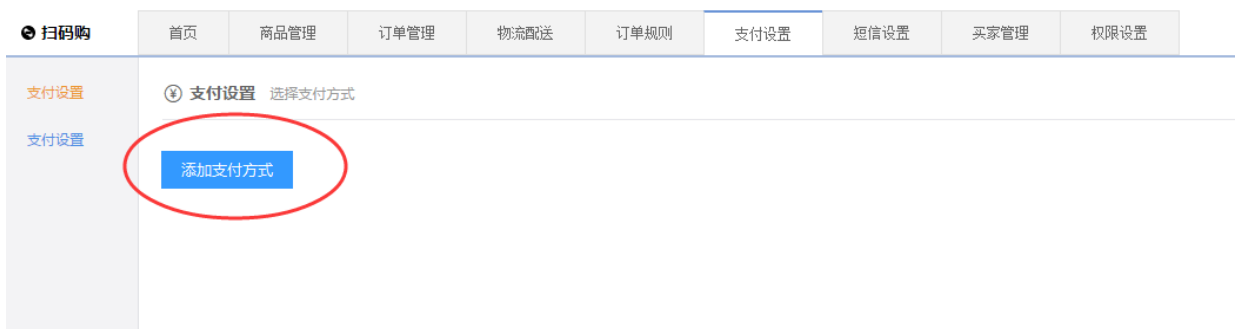 扫码购 首页 商品管理 订单管理 物流配送 订单规则 支付设置 短信设置 买家管理 权限设置
支付设置
支付设置
支付设置 选择支付方式
添加支付方式